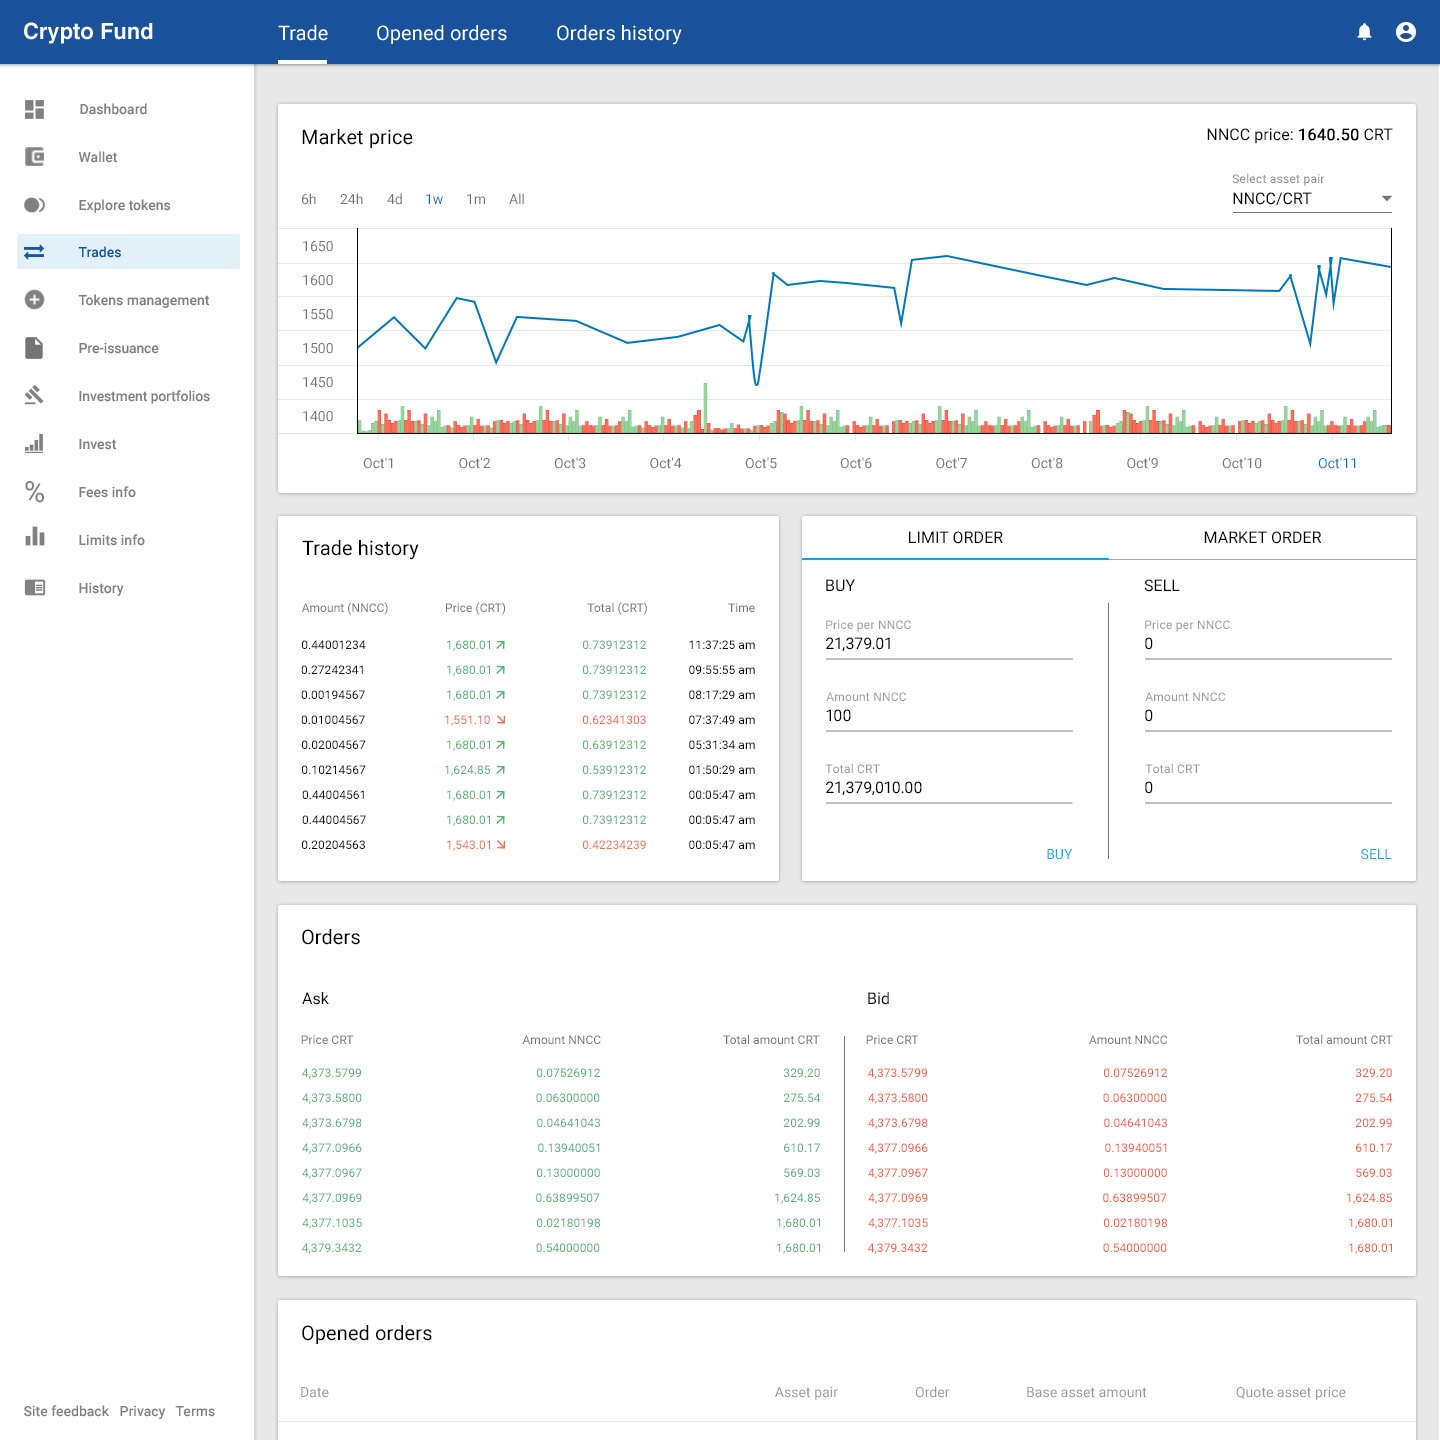 Crypto Fund
Trade Opened orders Orders history
Dashboard
Wallet
Explore tokens
Trades
Tokens management
Pre-issuance
Investment portfolios
Invest
Fees info
Limits info
History
Site feedback Privacy Terms
Market price
NNCC price: 1640.50 CRT
6h 24h 4d 1w 1m All
Select asset pair
NNCC/CRT
1650
1600
1550
1500
1450
1400
Oct'1 Oct'2 Oct'3 Oct'4 Oct'5 Oct'6 Oct'7 Oct'8 Oct'9 Oct'10 Oct'11
Trade history
Amount (NNCC) Price (CRT) Total (CRT) Time
0.44001234 1,680.01 0.73912312 11:37:25 am
0.27242341 1,680.01 0.73912312 09:55:55 am
0.00194567 1,680.01 0.73912312 08:17:29 am
0.01004567 1,551.10 0.62341303 07:37:49 am
0.02004567 1,680.01 0.63912312 05:31:34 am
0.10214567 1,624.85 0.53912312 01:50:29 am
0.44004561 1,680.01 0.73912312 00:05:47 am
0.44004567 1,680.01 0.73912312 00:05:47 am
0.20204563 1,543.01 0.42234239 00:05:47 am
LIMIT ORDER MARKET ORDER
BUY
Price per NNCC
21,379.01
Amount NNCC
100
Total CRT
21,379,010.00
BUY
SELL
Price per NNCC
0
Amount NNCC
0
Total CRT
0
SELL
Orders
Ask
Price CRT Amount NNCC Total amount CRT
4,373.5799 0.07526912 329.20
4,373.5800 0.06300000 275.54
4,373.6798 0.04641043 202.99
4,377.0966 0.13940051 610.17
4,377.0967 0.13000000 569.03
4,377.0969 0.63899507 1,624.85
4,377.1035 0.02180198 1,680.01
4,379.3432 0.54000000 1,680.01
Bid
Price CRT Amount NNCC Total amount CRT
4,373.5799 0.07526912 329.20
4,373.5800 0.06300000 275.54
4,373.6798 0.04641043 202.99
4,377.0966 0.13940051 610.17
4,377.0967 0.13000000 569.03
4,377.0969 0.63899507 1,624.85
4,377.1035 0.02180198 1,680.01
4,379.3432 0.54000000 1,680.01
Opened orders
Date Asset pair Order Base asset amount Quote asset price